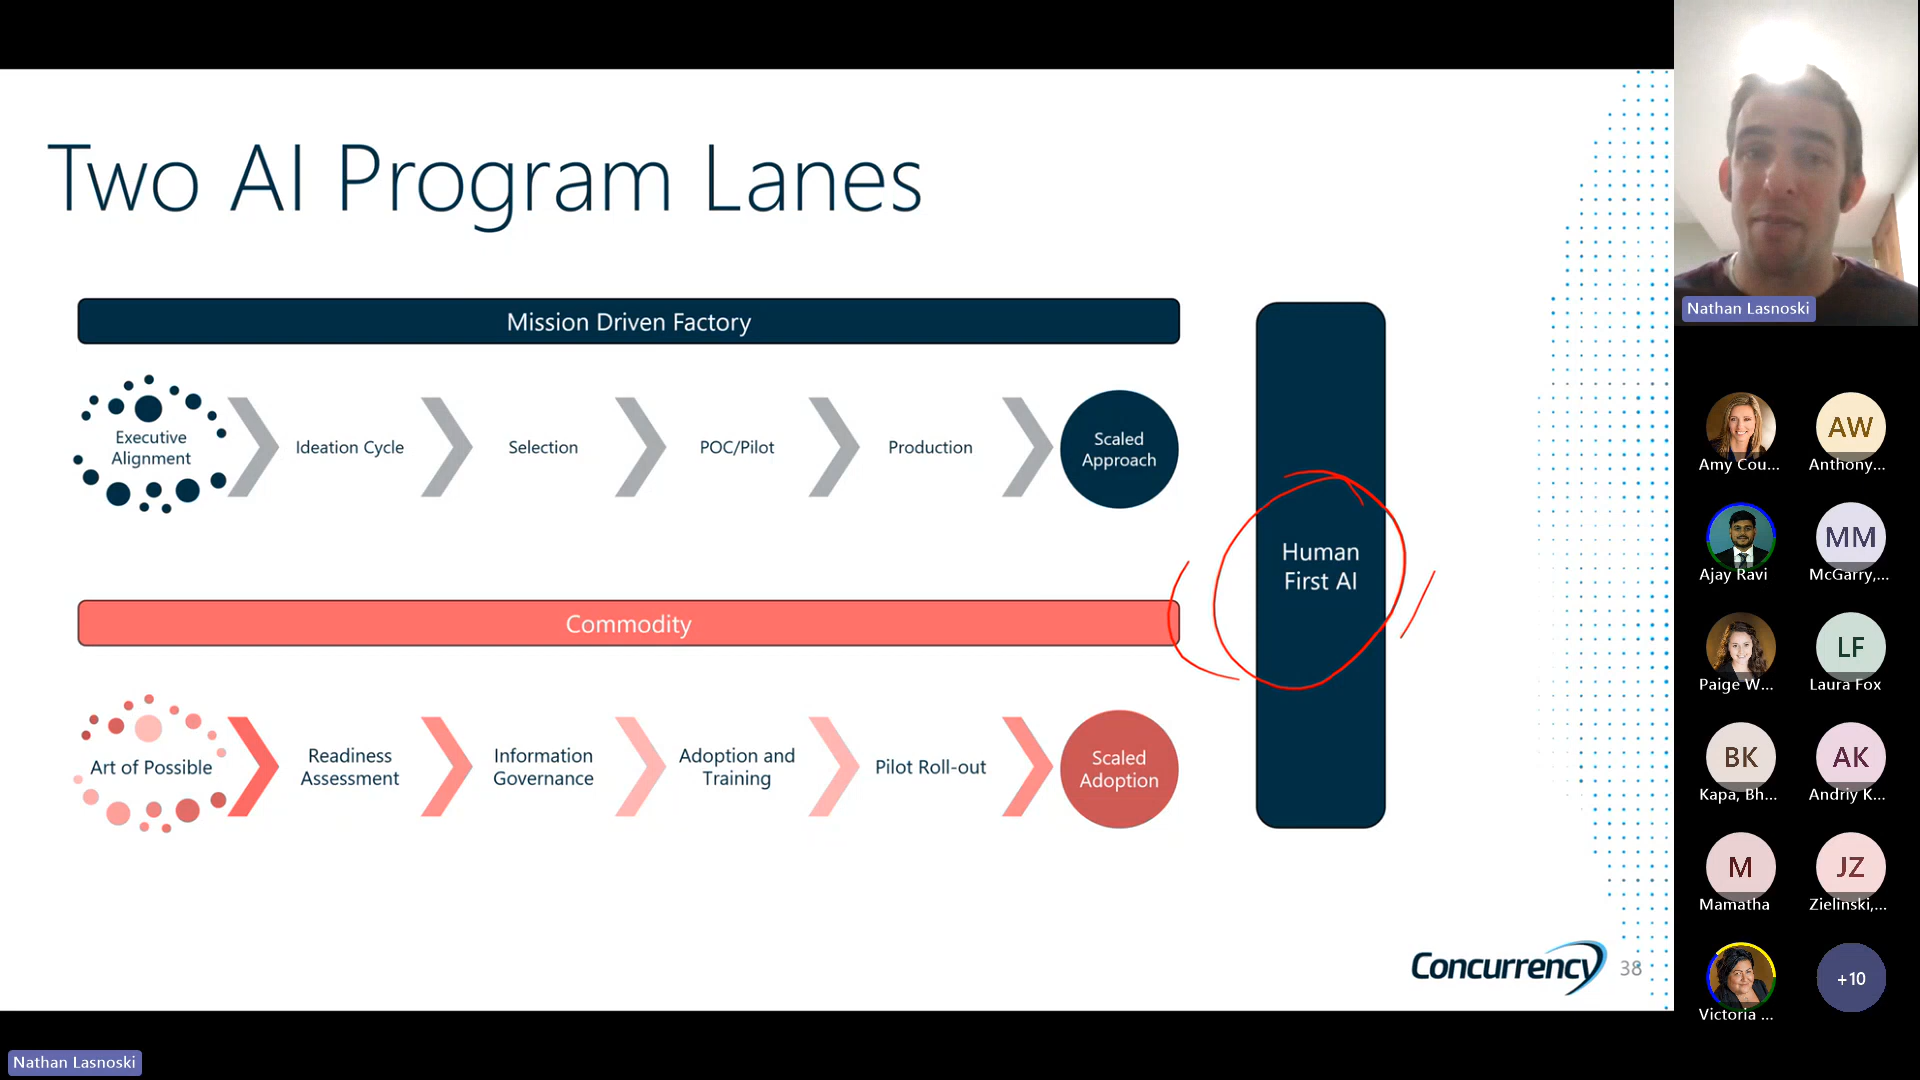 Two AI Program Lanes
Mission Driven Factory
Executive
Alignment
Ideation Cycle
Selection
POC/Pilot
Production
Scaled
Approach
Human
First AI
Commodity
Art of Possible
Readiness
Assessment
Information
Governance
Adoption and
Training
Pilot Roll-out
Scaled
Adoption
Concurrency
38
Nathan Lasnoski
Nathan Lasnoski
Amy Cou...
AW
Anthony...
Ajay Ravi
MM
McGarry,...
Paige W...
LF
Laura Fox
BK
Kapa, Bh...
AK
Andriy K...
M
Mamatha
JZ
Zielinski,...
Victoria ...
+10